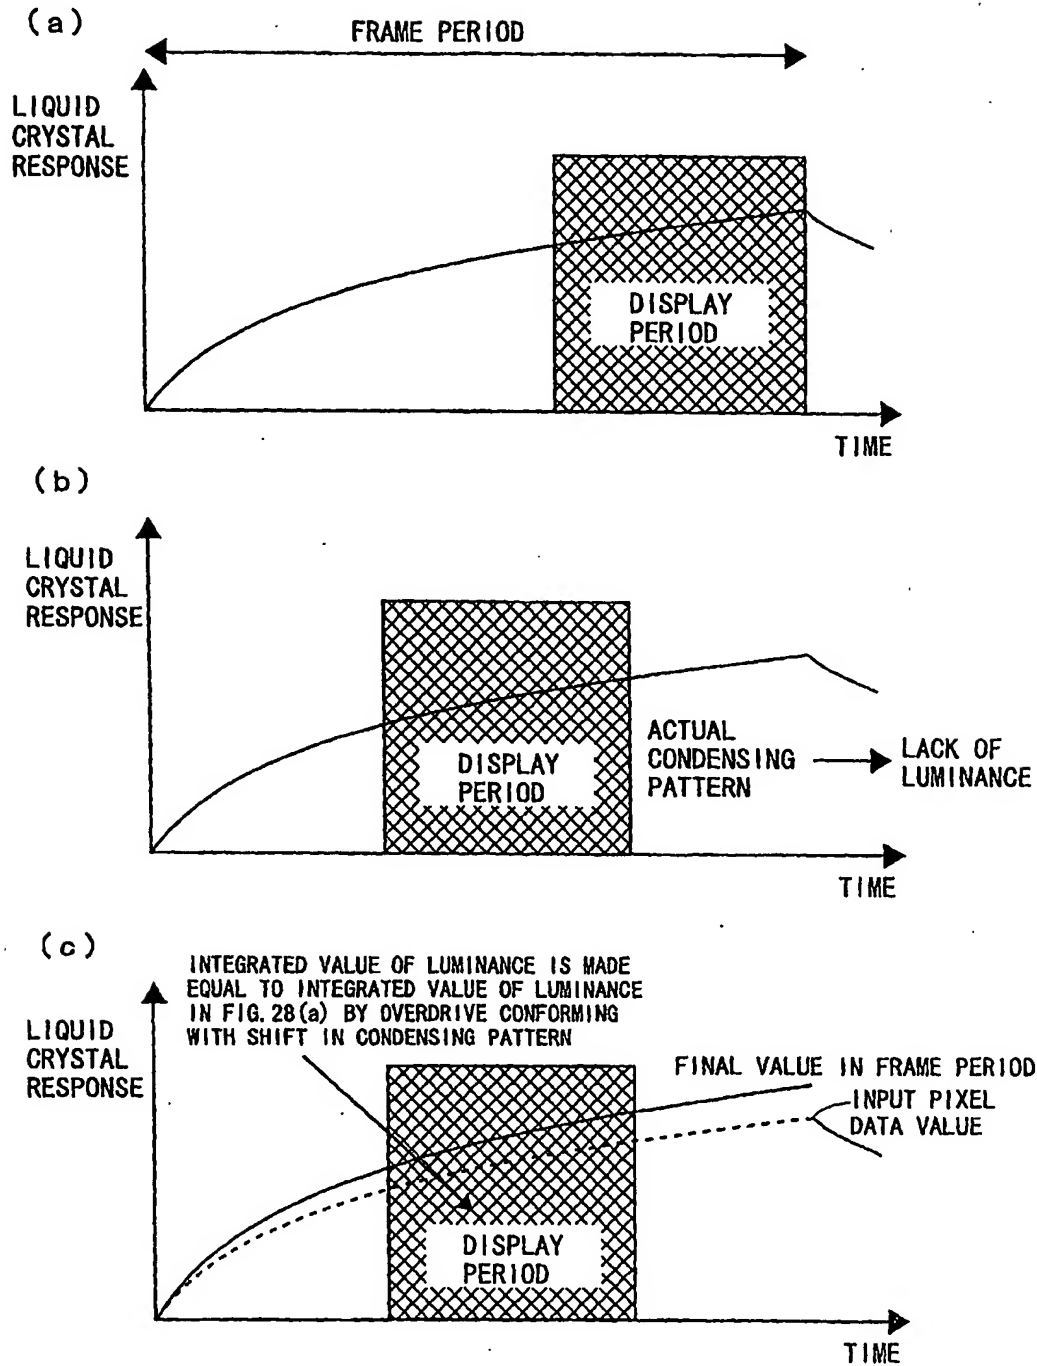 (a)
FRAME PERIOD
LIQUID
CRYSTAL
RESPONSE
DISPLAY
PERIOD
TIME
(b)
LIQUID
CRYSTAL
RESPONSE
DISPLAY
PERIOD
ACTUAL
CONDENSING
PATTERN
LACK OF
LUMINANCE
TIME
(c)
INTEGRATED VALUE OF LUMINANCE IS MADE
EQUAL TO INTEGRATED VALUE OF LUMINANCE
IN FIG. 28(a) BY OVERDRIVE CONFORMING
WITH SHIFT IN CONDENSING PATTERN
LIQUID
CRYSTAL
RESPONSE
FINAL VALUE IN FRAME PERIOD
INPUT PIXEL
DATA VALUE
DISPLAY
PERIOD
TIME